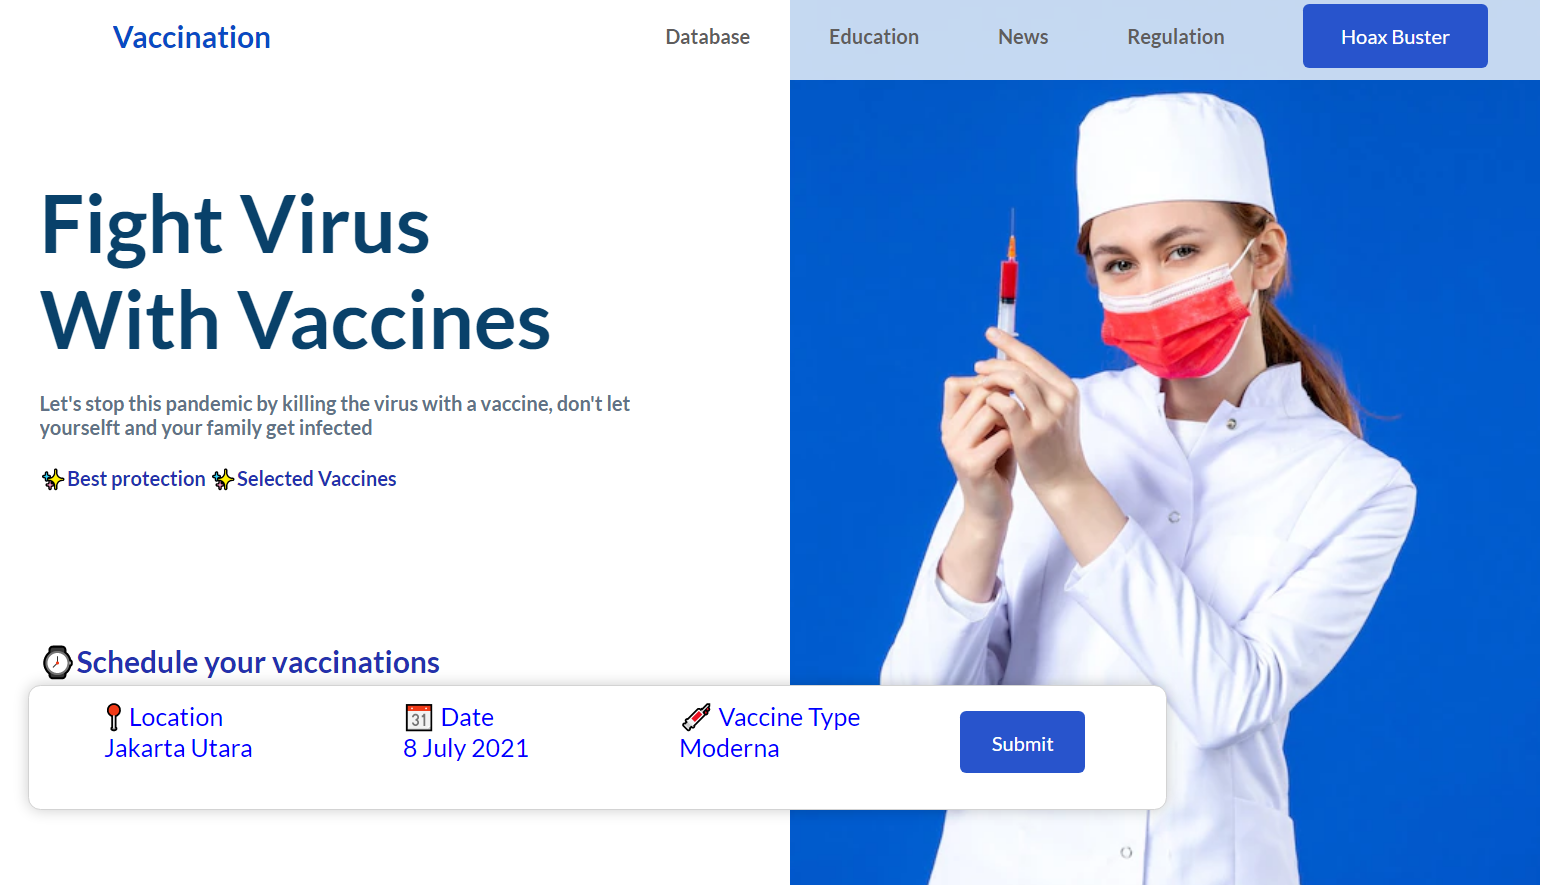 Vaccination
Database
Education
News
Regulation
Hoax Buster
Fight Virus
With Vaccines
Let's stop this pandemic by killing the virus with a vaccine, don't let
yourselft and your family get infected
✨Best protection ✨Selected Vaccines
⌚Schedule your vaccinations
📍 Location
Jakarta Utara
📅 Date
8 July 2021
💉 Vaccine Type
Moderna
Submit